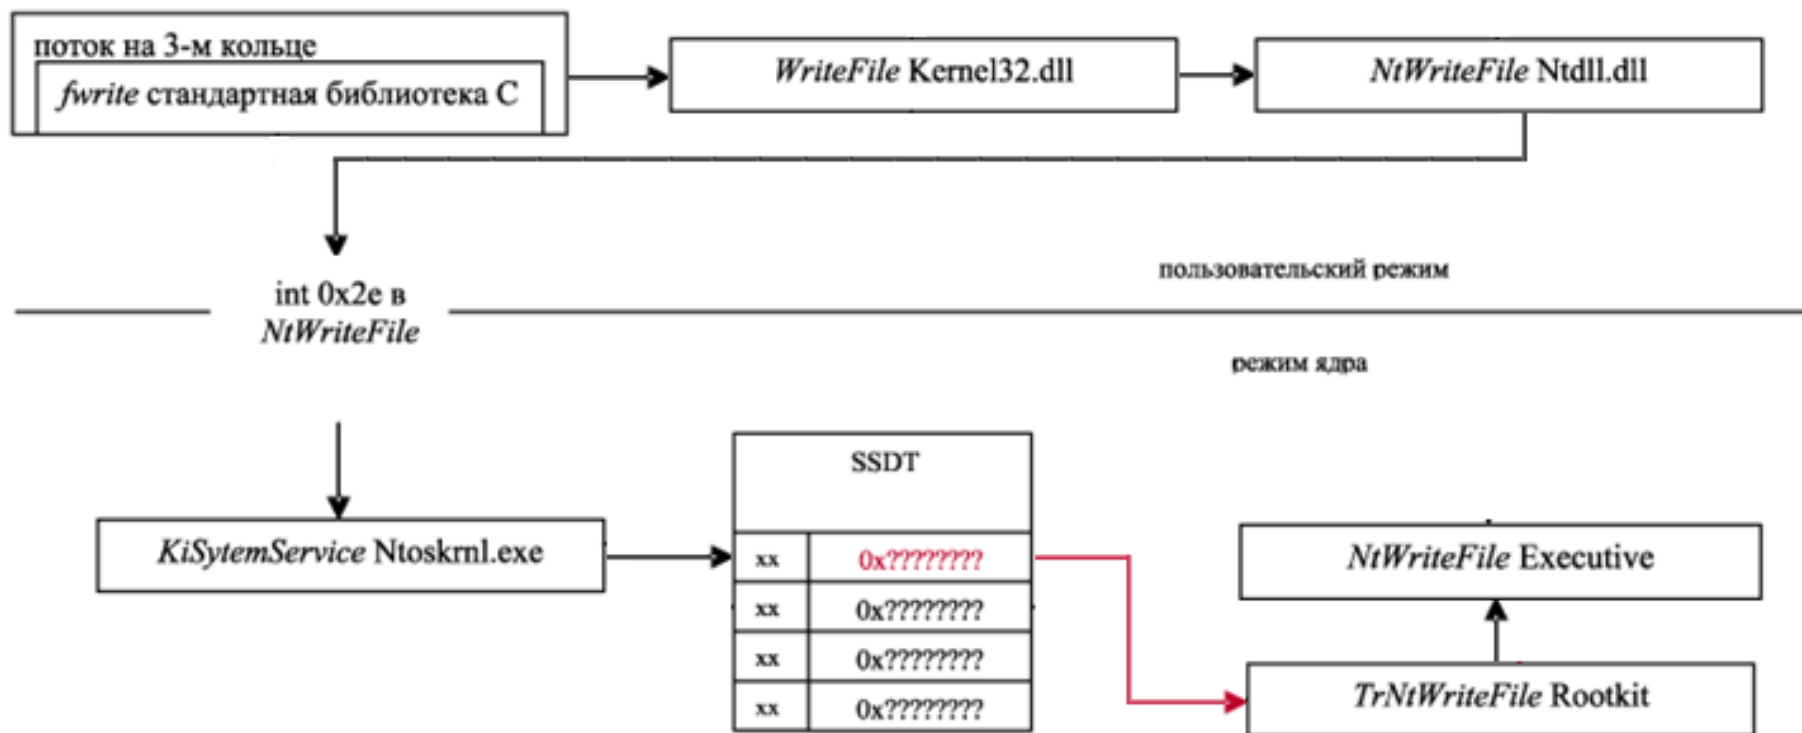 поток на 3-м кольце
fwrite стандартная библиотека C
WriteFile Kernel32.dll
NtWriteFile Ntdll.dll
int 0x2e в
NtWriteFile
пользовательский режим
режим ядра
KiSytemService Ntoskrnl.exe
SSDT
xx 0x????????
xx 0x????????
xx 0x????????
xx 0x????????
NtWriteFile Executive
TrNtWriteFile Rootkit